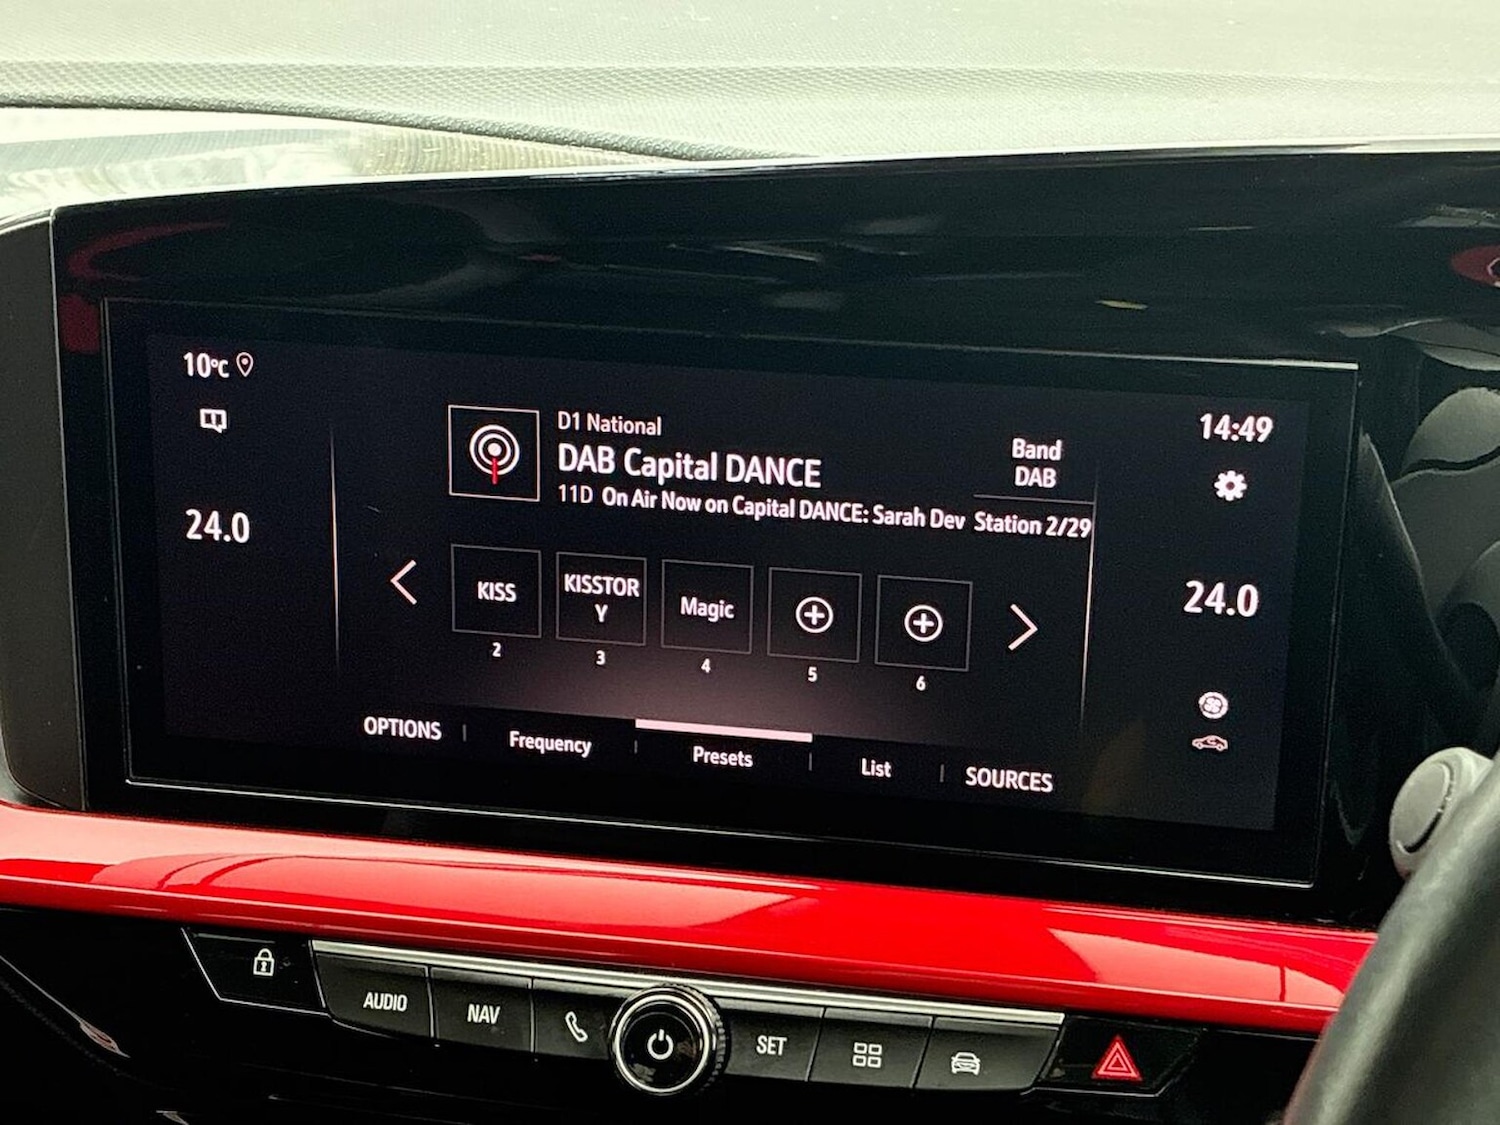 10°C
24.0
D1 National
DAB Capital DANCE
11D On Air Now on Capital DANCE: Sarah Dev
Band
DAB
Station 2/29
14:49
24.0
KISS
2
KISSTOR
Y
3
Magic
4
5
6
OPTIONS
Frequency
Presets
List
SOURCES
AUDIO
NAV
SET